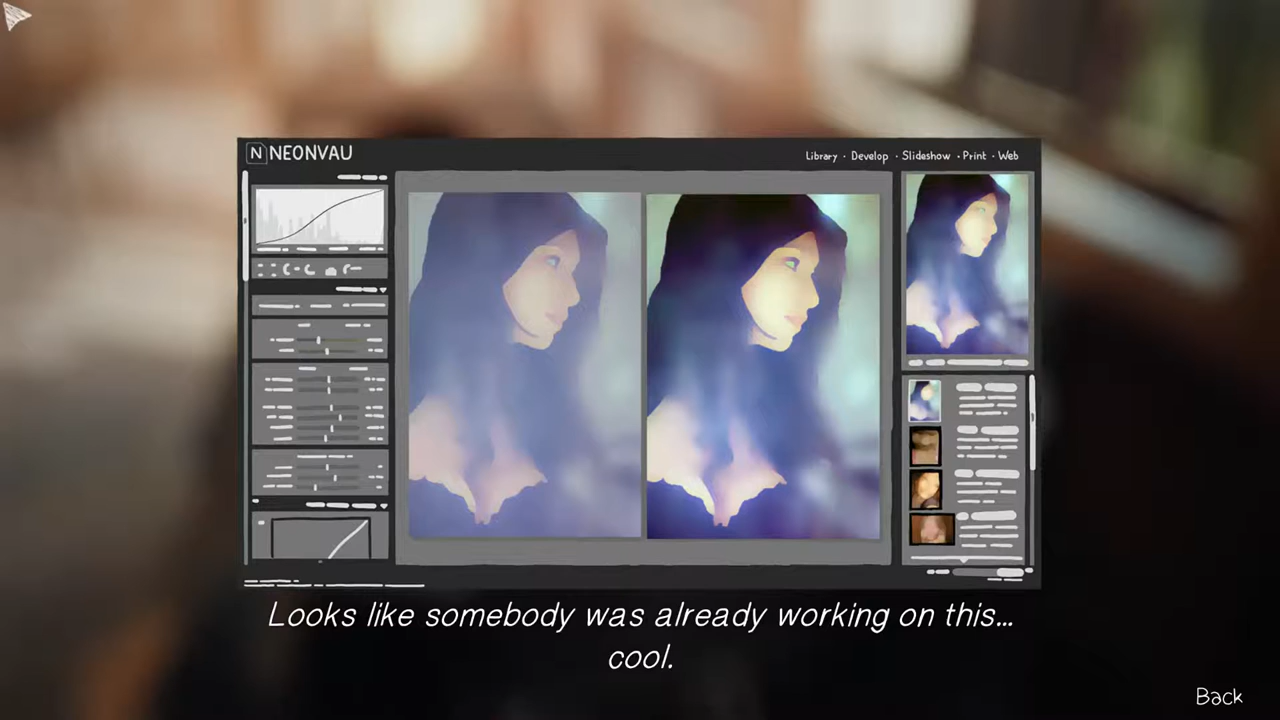 N NEONVAU
Library · Develop · Slideshow · Print · Web
Looks like somebody was already working on this...
cool.
Back